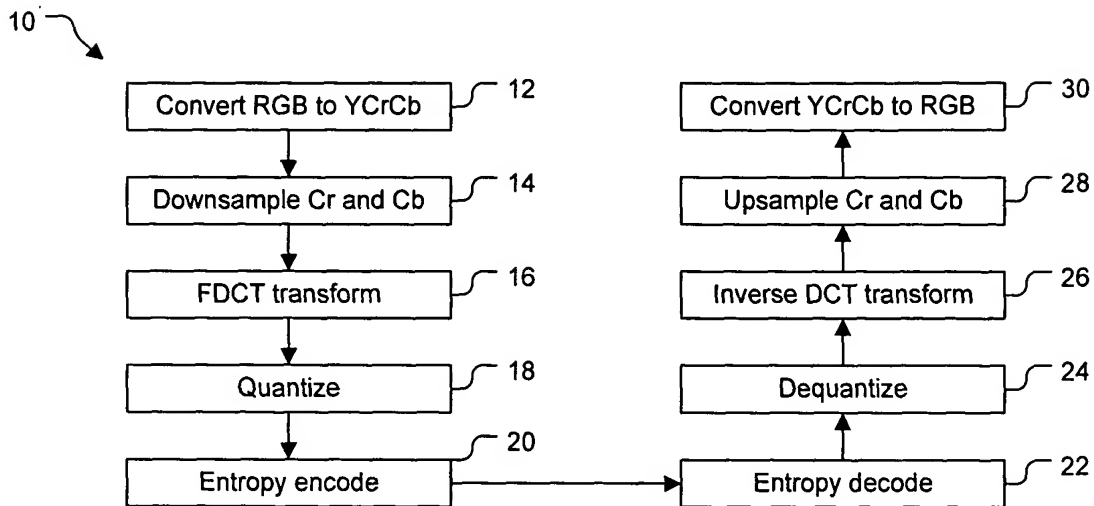 10
Convert RGB to YCrCb
12
Downsample Cr and Cb
14
FDCT transform
16
Quantize
18
Entropy encode
20
Convert YCrCb to RGB
30
Upsample Cr and Cb
28
Inverse DCT transform
26
Dequantize
24
Entropy decode
22